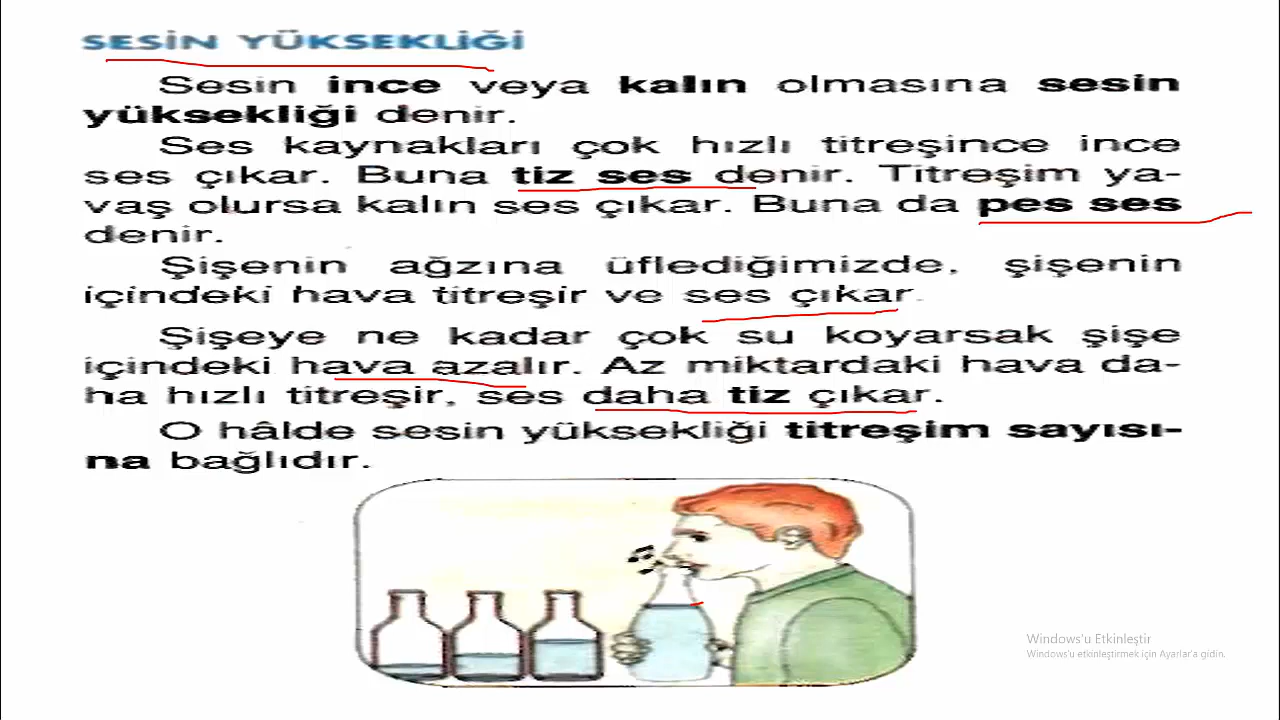 SESİN YÜKSEKLİĞİ
Sesin ince veya kalın olmasına sesin
yüksekliği denir.
Ses kaynakları çok hızlı titreşince ince
ses çıkar. Buna tiz ses denir. Titreşim ya-
vaş olursa kalın ses çıkar. Buna da pes ses
denir.
Şişenin ağzına üflediğimizde, şişenin
içindeki hava titreşir ve ses çıkar.
Şişeye ne kadar çok su koyarsak şişe
içindeki hava azalır. Az miktardaki hava da-
ha hızlı titreşir, ses daha tiz çıkar.
O hâlde sesin yüksekliği titreşim sayısı-
na bağlıdır.
Windows'u Etkinleştir
Windows'u etkinleştirmek için Ayarlar'a gidin.